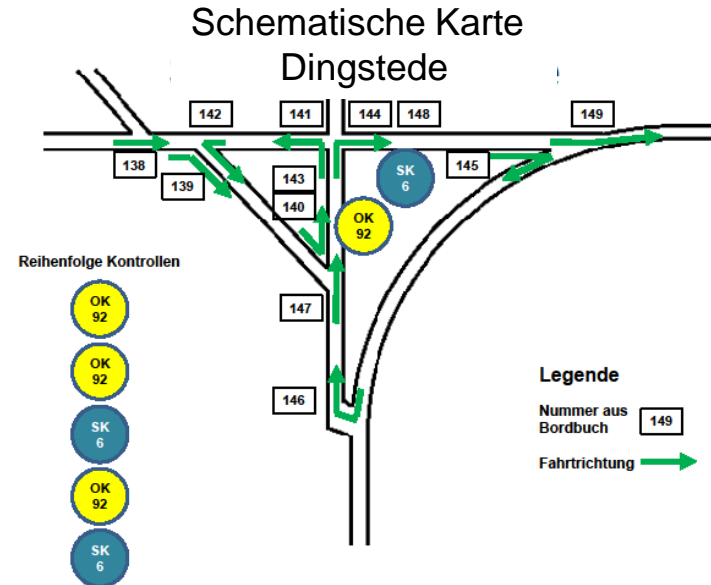 Schematische Karte
Dingstede
142
141
144
148
149
138
139
143
140
145
SK
6
OK
92
Reihenfolge Kontrollen
OK
92
OK
92
SK
6
OK
92
SK
6
147
146
Legende
Nummer aus
Bordbuch
149
Fahrtrichtung